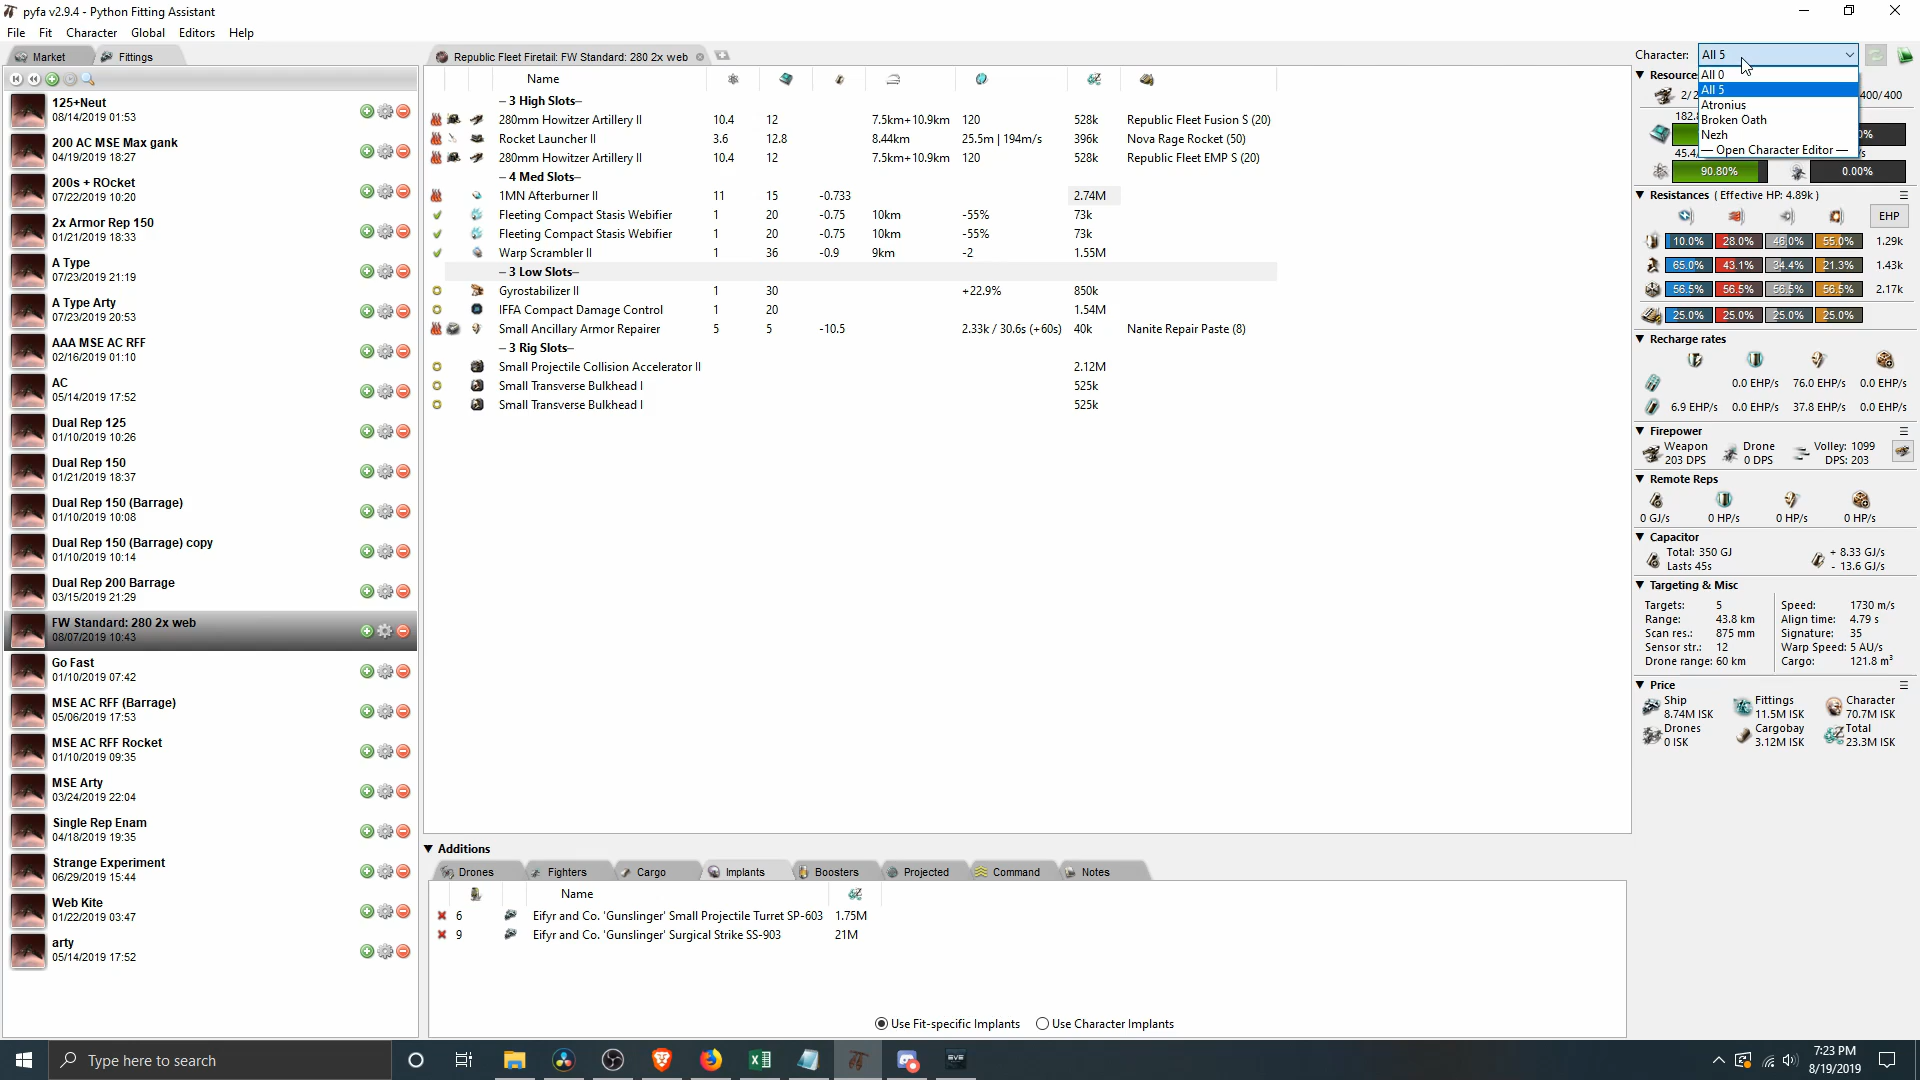 pyfa v2.9.4 - Python Fitting Assistant
File Fit Character Global Editors Help
Market Fittings
125+Neut
08/14/2019 01:53
200 AC MSE Max gank
04/19/2019 18:27
200s + ROcket
07/22/2019 10:20
2x Armor Rep 150
01/21/2019 18:33
A Type
07/23/2019 21:19
A Type Arty
07/23/2019 20:53
AAA MSE AC RFF
02/16/2019 01:10
AC
05/14/2019 17:52
Dual Rep 125
01/10/2019 10:26
Dual Rep 150
01/21/2019 18:37
Dual Rep 150 (Barrage)
01/10/2019 10:08
Dual Rep 150 (Barrage) copy
01/10/2019 10:14
Dual Rep 200 Barrage
03/15/2019 21:29
FW Standard: 280 2x web
08/07/2019 10:43
Go Fast
01/10/2019 07:42
MSE AC RFF (Barrage)
05/06/2019 17:53
MSE AC RFF Rocket
01/10/2019 09:35
MSE Arty
03/24/2019 22:04
Single Rep Enam
04/18/2019 19:35
Strange Experiment
06/29/2019 15:44
Web Kite
01/22/2019 03:47
arty
05/14/2019 17:52
Republic Fleet Firetail: FW Standard: 280 2x web
Name
– 3 High Slots–
280mm Howitzer Artillery II 10.4 12 7.5km+10.9km 120 528k Republic Fleet Fusion S (20)
Rocket Launcher II 3.6 12.8 8.44km 25.5m | 194m/s 396k Nova Rage Rocket (50)
280mm Howitzer Artillery II 10.4 12 7.5km+10.9km 120 528k Republic Fleet EMP S (20)
– 4 Med Slots–
1MN Afterburner II 11 15 -0.733 2.74M
Fleeting Compact Stasis Webifier 1 20 -0.75 10km -55% 73k
Fleeting Compact Stasis Webifier 1 20 -0.75 10km -55% 73k
Warp Scrambler II 1 36 -0.9 9km -2 1.55M
– 3 Low Slots–
Gyrostabilizer II 1 30 +22.9% 850k
IFFA Compact Damage Control 1 20 1.54M
Small Ancillary Armor Repairer 5 5 -10.5 2.33k / 30.6s (+60s) 40k Nanite Repair Paste (8)
– 3 Rig Slots–
Small Projectile Collision Accelerator II 2.12M
Small Transverse Bulkhead I 525k
Small Transverse Bulkhead I 525k
Additions
Drones Fighters Cargo Implants Boosters Projected Command Notes
Name
6 Eifyr and Co. 'Gunslinger' Small Projectile Turret SP-603 1.75M
9 Eifyr and Co. 'Gunslinger' Surgical Strike SS-903 21M
Use Fit-specific Implants Use Character Implants
Character: All 5
All 0
All 5
Atronius
Broken Oath
Nezh
— Open Character Editor —
400/400
90.80% 0.00%
Resistances ( Effective HP: 4.89k )
EHP
10.0% 28.0% 46.0% 55.0% 1.29k
65.0% 43.1% 34.4% 21.3% 1.43k
56.5% 56.5% 56.5% 56.5% 2.17k
25.0% 25.0% 25.0% 25.0%
Recharge rates
0.0 EHP/s 76.0 EHP/s 0.0 EHP/s
6.9 EHP/s 0.0 EHP/s 37.8 EHP/s 0.0 EHP/s
Firepower
Weapon Drone Volley: 1099
203 DPS 0 DPS DPS: 203
Remote Reps
0 GJ/s 0 HP/s 0 HP/s 0 HP/s
Capacitor
Total: 350 GJ + 8.33 GJ/s
Lasts 45s - 13.6 GJ/s
Targeting & Misc
Targets: 5 Speed: 1730 m/s
Range: 43.8 km Align time: 4.79 s
Scan res.: 875 mm Signature: 35
Sensor str.: 12 Warp Speed: 5 AU/s
Drone range: 60 km Cargo: 121.8 m³
Price
Ship Fittings Character
8.74M ISK 11.5M ISK 70.7M ISK
Drones Cargobay Total
0 ISK 3.12M ISK 23.3M ISK
Type here to search
7:23 PM
8/19/2019